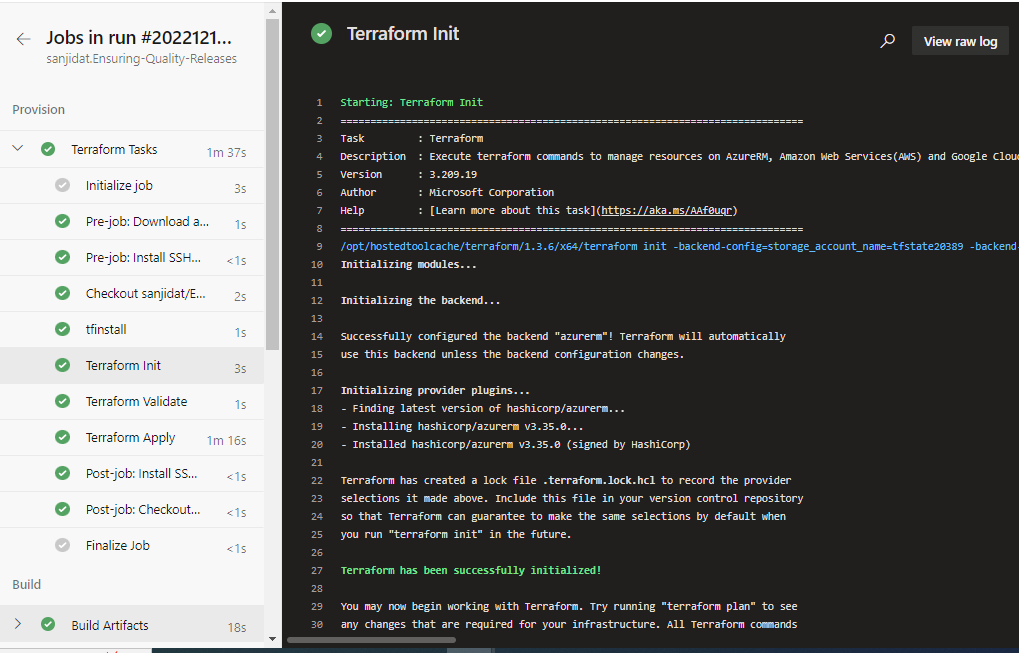 Jobs in run #2022121...
sanjidat.Ensuring-Quality-Releases
Provision
Terraform Tasks 1m 37s
Initialize job 3s
Pre-job: Download a... 1s
Pre-job: Install SSH... <1s
Checkout sanjidat/E... 2s
tfinstall 1s
Terraform Init 3s
Terraform Validate 1s
Terraform Apply 1m 16s
Post-job: Install SS... <1s
Post-job: Checkout... <1s
Finalize Job <1s
Build
Build Artifacts 18s
Terraform Init
View raw log
1 Starting: Terraform Init
2 ==============================================================================
3 Task : Terraform
4 Description : Execute terraform commands to manage resources on AzureRM, Amazon Web Services(AWS) and Google Clou
5 Version : 3.209.19
6 Author : Microsoft Corporation
7 Help : [Learn more about this task](https://aka.ms/AAf0uqr)
8 ==============================================================================
9 /opt/hostedtoolcache/terraform/1.3.6/x64/terraform init -backend-config=storage_account_name=tfstate20389 -backend-
10 Initializing modules...
11
12 Initializing the backend...
13
14 Successfully configured the backend "azurerm"! Terraform will automatically
15 use this backend unless the backend configuration changes.
16
17 Initializing provider plugins...
18 - Finding latest version of hashicorp/azurerm...
19 - Installing hashicorp/azurerm v3.35.0...
20 - Installed hashicorp/azurerm v3.35.0 (signed by HashiCorp)
21
22 Terraform has created a lock file .terraform.lock.hcl to record the provider
23 selections it made above. Include this file in your version control repository
24 so that Terraform can guarantee to make the same selections by default when
25 you run "terraform init" in the future.
26
27 Terraform has been successfully initialized!
28
29 You may now begin working with Terraform. Try running "terraform plan" to see
30 any changes that are required for your infrastructure. All Terraform commands